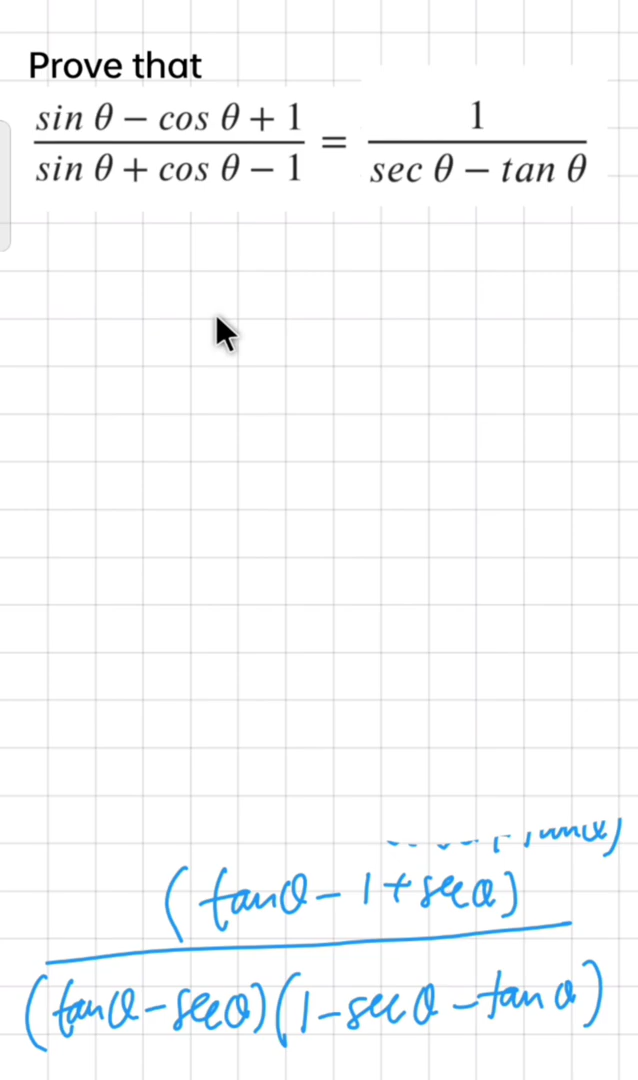 Prove that
sin θ − cos θ + 1 / sin θ + cos θ − 1 = 1 / sec θ − tan θ
(tanθ − 1 + secθ)
(tanθ − secθ)(1 − secθ − tanθ)